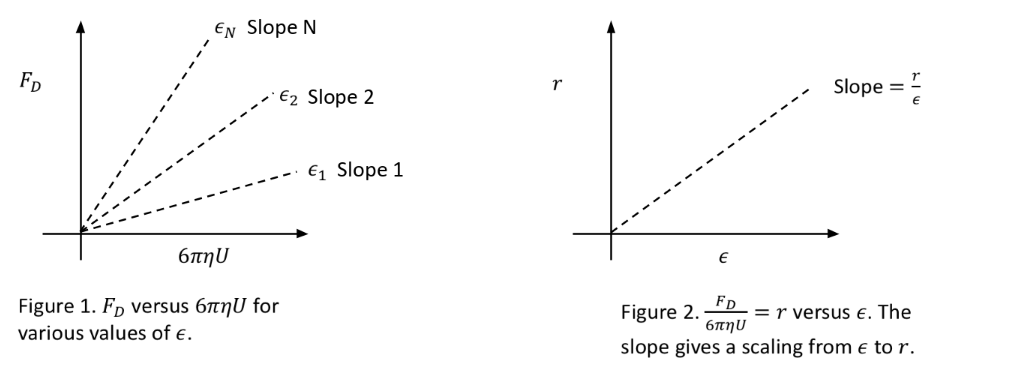 ϵ_N Slope N
F_D
ϵ_2 Slope 2
ϵ_1 Slope 1
6πηU
Figure 1. F_D versus 6πηU for
various values of ϵ.
r
Slope = r/ϵ
ϵ
Figure 2. F_D/6πηU = r versus ϵ. The
slope gives a scaling from ϵ to r.